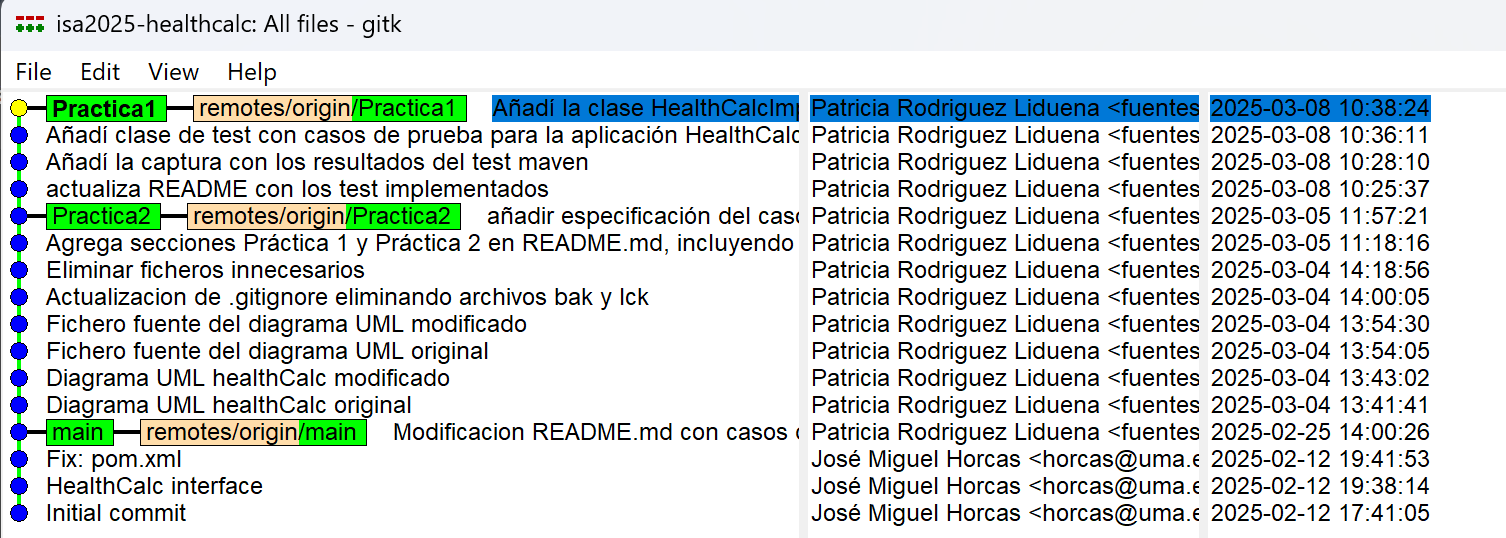 isa2025-healthcalc: All files - gitk
File Edit View Help
Practica1 remotes/origin/Practica1 Añadí la clase HealthCalcImp Patricia Rodriguez Liduena <fuentes 2025-03-08 10:38:24
Añadí clase de test con casos de prueba para la aplicación HealthCalc Patricia Rodriguez Liduena <fuentes 2025-03-08 10:36:11
Añadí la captura con los resultados del test maven Patricia Rodriguez Liduena <fuentes 2025-03-08 10:28:10
actualiza README con los test implementados Patricia Rodriguez Liduena <fuentes 2025-03-08 10:25:37
Practica2 remotes/origin/Practica2 añadir especificación del caso Patricia Rodriguez Liduena <fuentes 2025-03-05 11:57:21
Agrega secciones Práctica 1 y Práctica 2 en README.md, incluyendo Patricia Rodriguez Liduena <fuentes 2025-03-05 11:18:16
Eliminar ficheros innecesarios Patricia Rodriguez Liduena <fuentes 2025-03-04 14:18:56
Actualizacion de .gitignore eliminando archivos bak y lck Patricia Rodriguez Liduena <fuentes 2025-03-04 14:00:05
Fichero fuente del diagrama UML modificado Patricia Rodriguez Liduena <fuentes 2025-03-04 13:54:30
Fichero fuente del diagrama UML original Patricia Rodriguez Liduena <fuentes 2025-03-04 13:54:05
Diagrama UML healthCalc modificado Patricia Rodriguez Liduena <fuentes 2025-03-04 13:43:02
Diagrama UML healthCalc original Patricia Rodriguez Liduena <fuentes 2025-03-04 13:41:41
main remotes/origin/main Modificacion README.md con casos Patricia Rodriguez Liduena <fuentes 2025-02-25 14:00:26
Fix: pom.xml José Miguel Horcas <horcas@uma.e 2025-02-12 19:41:53
HealthCalc interface José Miguel Horcas <horcas@uma.e 2025-02-12 19:38:14
Initial commit José Miguel Horcas <horcas@uma.e 2025-02-12 17:41:05